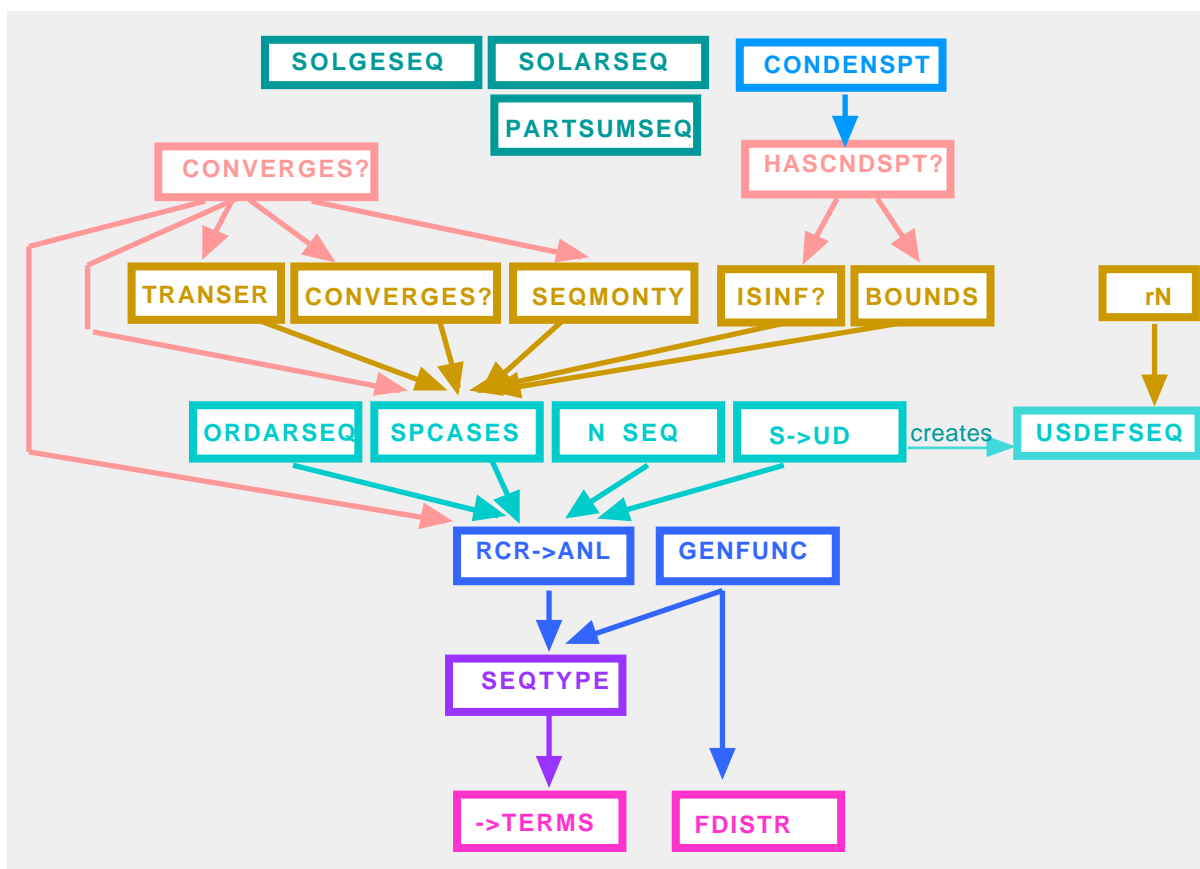 SOLGESEQ
SOLARSEQ
CONDENSPT
PARTSUMSEQ
CONVERGES?
HASCNDSPT?
TRANSER
CONVERGES?
SEQMONTY
ISINF?
BOUNDS
rN
ORDARSEQ
SPCASES
N SEQ
S->UD
creates
USDEFSEQ
RCR->ANL
GENFUNC
SEQTYPE
->TERMS
FDISTR